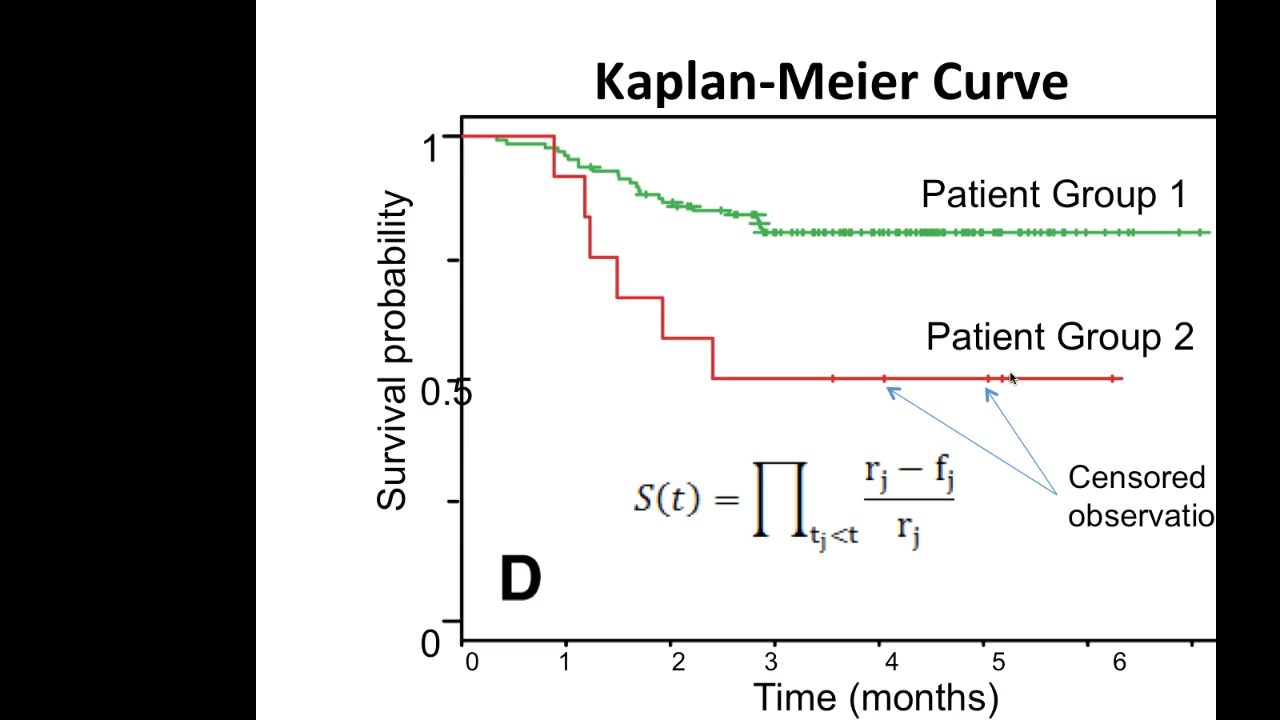 Kaplan-Meier Curve
1
Patient Group 1
Survival probability
Patient Group 2
0.5
S(t) = ∏ tj<t (rj − fj) / rj
Censored
observatio
D
0
0 1 2 3 4 5 6
Time (months)